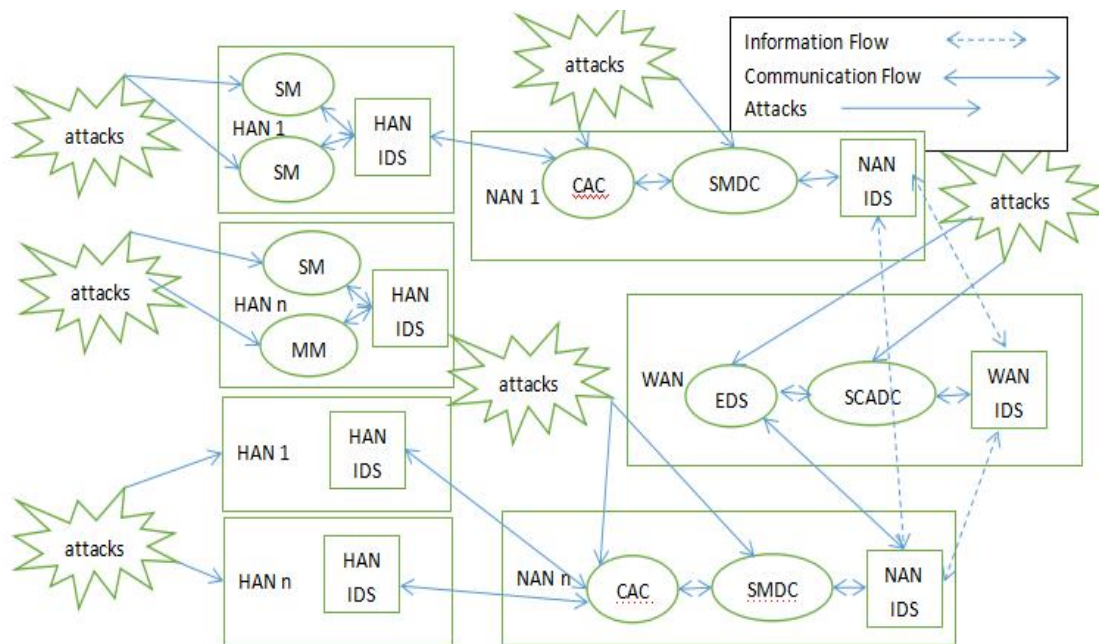 Information Flow
Communication Flow
Attacks
attacks
attacks
SM
HAN 1
SM
HAN
IDS
NAN 1
CAC
SMDC
NAN
IDS
attacks
attacks
SM
HAN n
MM
HAN
IDS
attacks
WAN
EDS
SCADC
WAN
IDS
HAN 1
HAN
IDS
attacks
HAN n
HAN
IDS
NAN n
CAC
SMDC
NAN
IDS